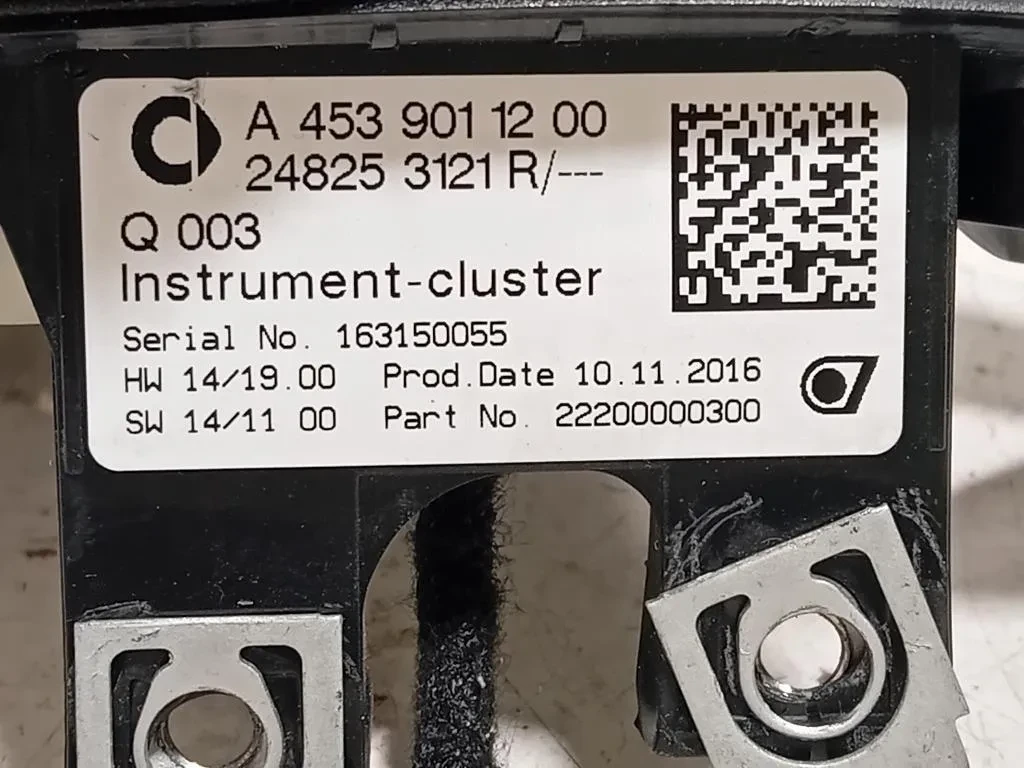 A 453 901 12 00
24825 3121 R/---
Q 003
Instrument-cluster
Serial No. 163150055
HW 14/19.00 Prod.Date 10.11.2016
SW 14/11 00 Part No. 22200000300